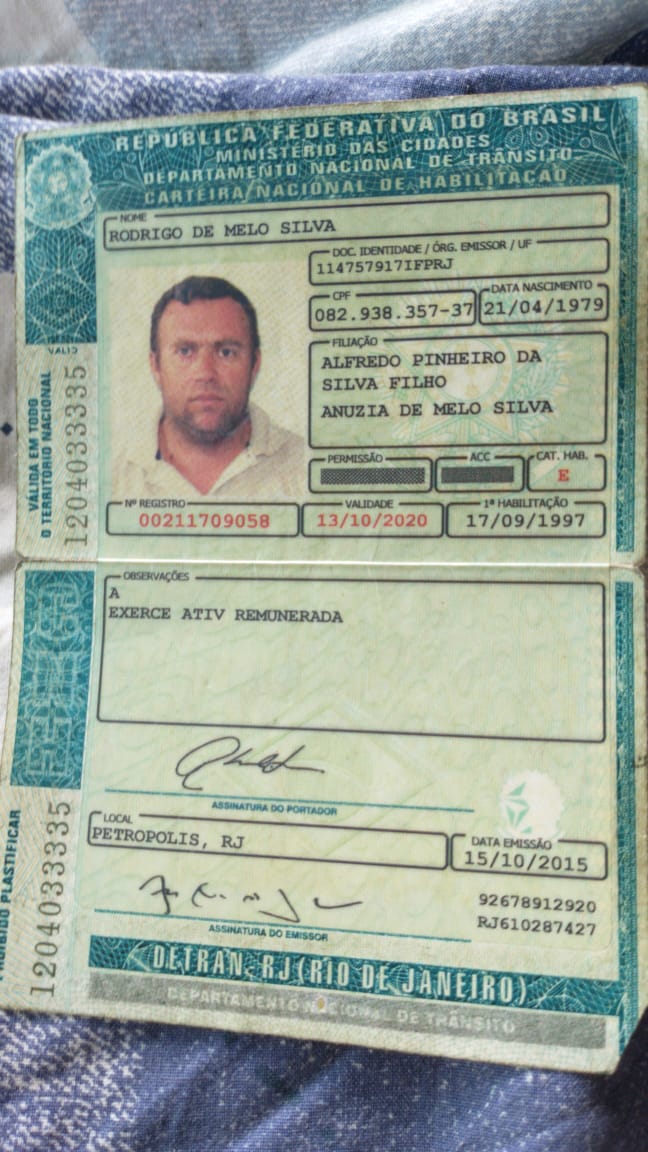 REPÚBLICA FEDERATIVA DO BRASIL
MINISTÉRIO DAS CIDADES
DEPARTAMENTO NACIONAL DE TRÂNSITO
CARTEIRA NACIONAL DE HABILITAÇÃO
NOME
RODRIGO DE MELO SILVA
DOC. IDENTIDADE / ÓRG. EMISSOR / UF
114757917IFPRJ
CPF
082.938.357-37
DATA NASCIMENTO
21/04/1979
FILIAÇÃO
ALFREDO PINHEIRO DA
SILVA FILHO
ANUZIA DE MELO SILVA
PERMISSÃO
ACC
CAT. HAB.
E
Nº REGISTRO
00211709058
VALIDADE
13/10/2020
1ª HABILITAÇÃO
17/09/1997
VÁLIDA EM TODO
O TERRITÓRIO NACIONAL
1204033335
OBSERVAÇÕES
A
EXERCE ATIV REMUNERADA
ASSINATURA DO PORTADOR
LOCAL
PETROPOLIS, RJ
DATA EMISSÃO
15/10/2015
ASSINATURA DO EMISSOR
92678912920
RJ610287427
PROIBIDO PLASTIFICAR
1204033335
DETRAN, RJ (RIO DE JANEIRO)
DEPARTAMENTO NACIONAL DE TRÂNSITO